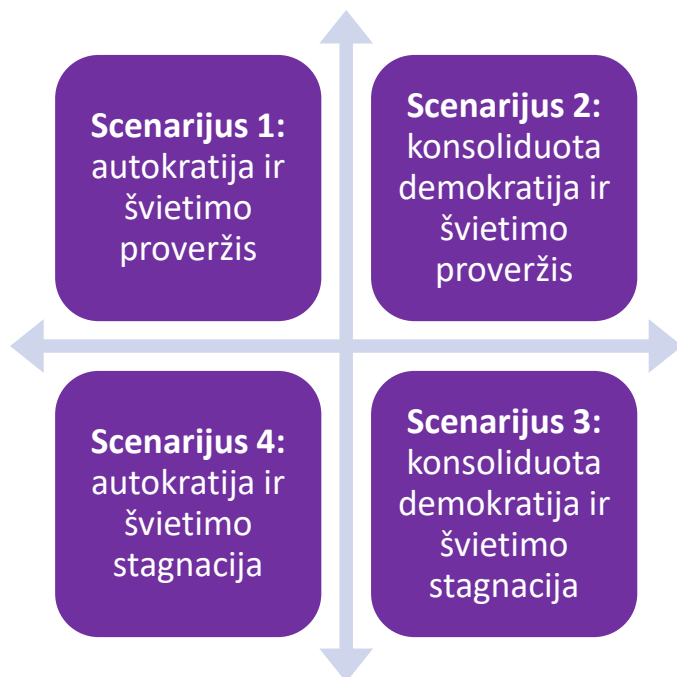 Scenarijus 1:
autokratija ir
švietimo
proveržis
Scenarijus 2:
konsoliduota
demokratija ir
švietimo
proveržis
Scenarijus 4:
autokratija ir
švietimo
stagnacija
Scenarijus 3:
konsoliduota
demokratija ir
švietimo
stagnacija